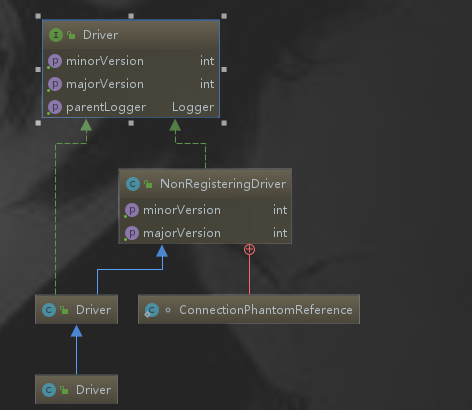 Driver
minorVersion int
majorVersion int
parentLogger Logger
NonRegisteringDriver
minorVersion int
majorVersion int
Driver
ConnectionPhantomReference
Driver